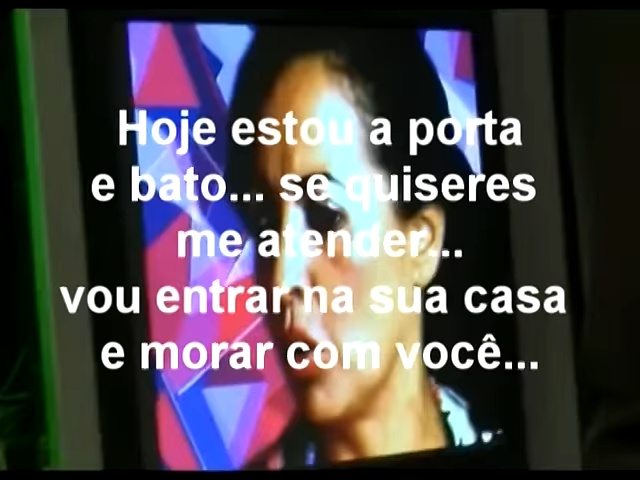 Hoje estou a porta
e bato... se quiseres
me atender...
vou entrar na sua casa
e morar com você...